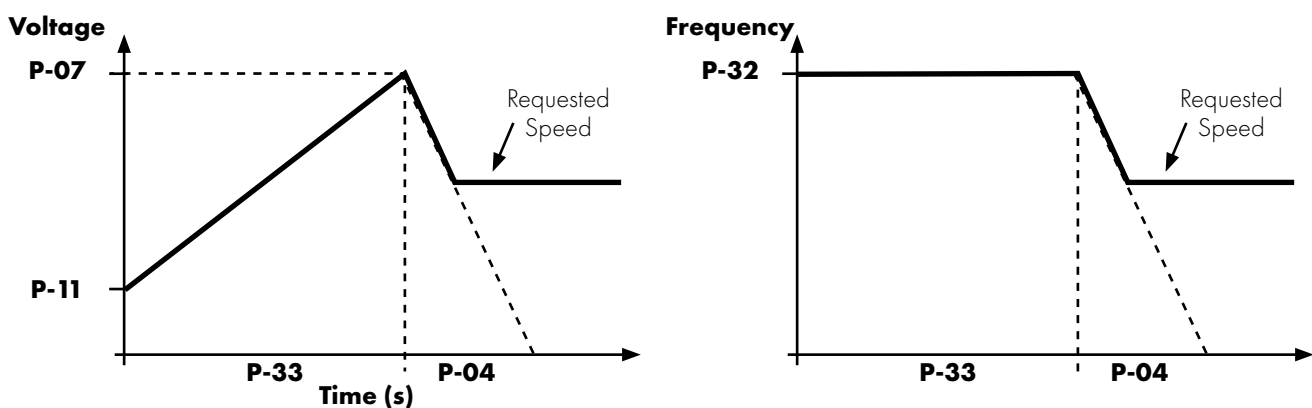 Voltage
P-07
Requested
Speed
P-11
P-33
P-04
Time (s)
Frequency
P-32
Requested
Speed
P-33
P-04